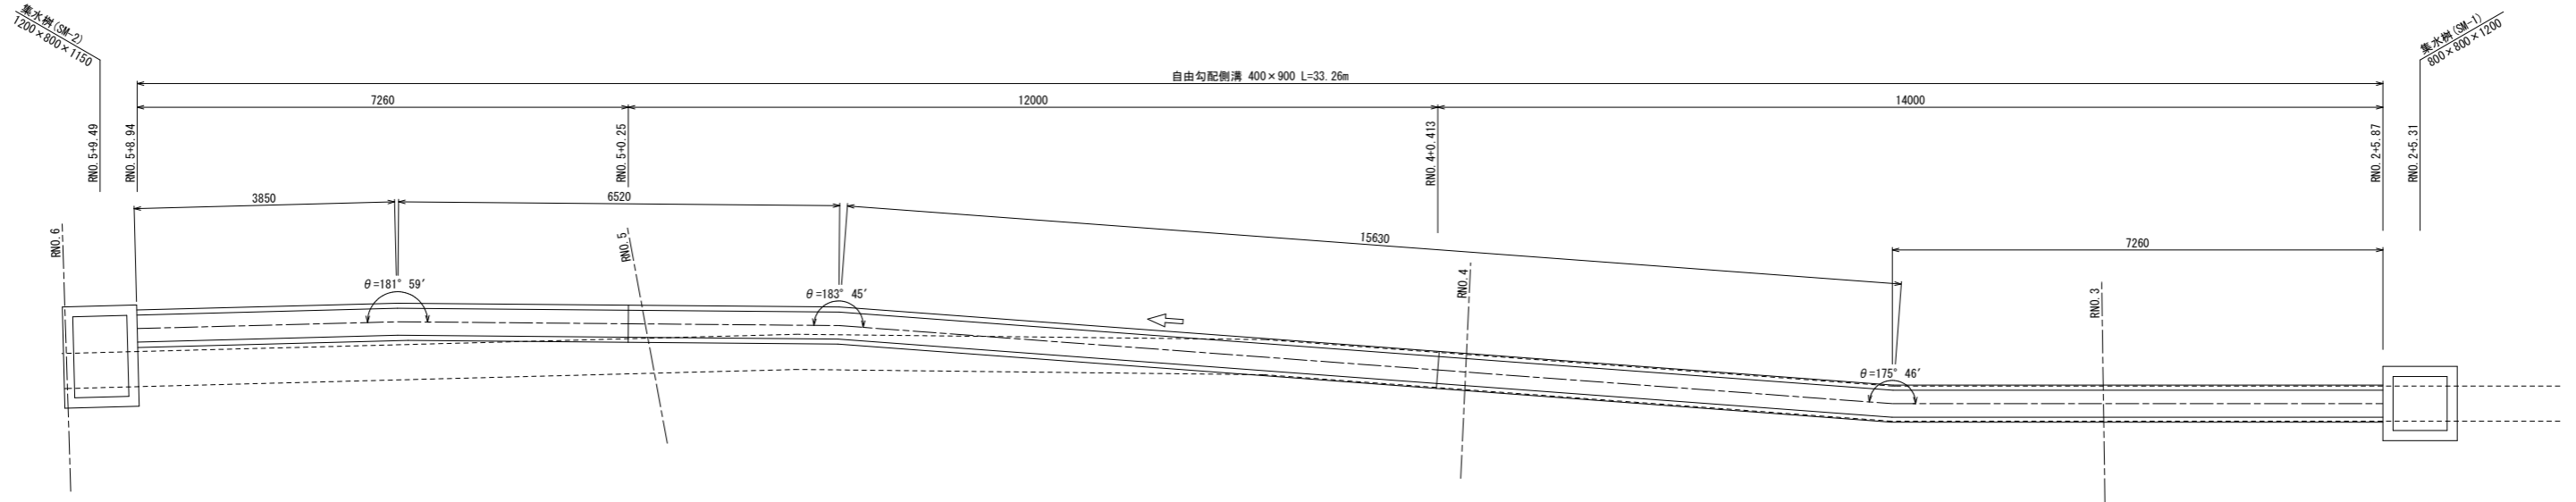 集水桝(SM-2)
1200×800×1150
集水桝(SM-1)
800×800×1200
自由勾配側溝 400×900 L=33.26m
7260
12000
14000
RNO.5+9.49
RNO.5+8.94
RNO.5+0.25
RNO.4+0.413
RNO.2+5.87
RNO.2+5.31
3850
6520
15630
7260
RNO.6
RNO.5
RNO.4
RNO.3
θ=181° 59′
θ=183° 45′
θ=175° 46′